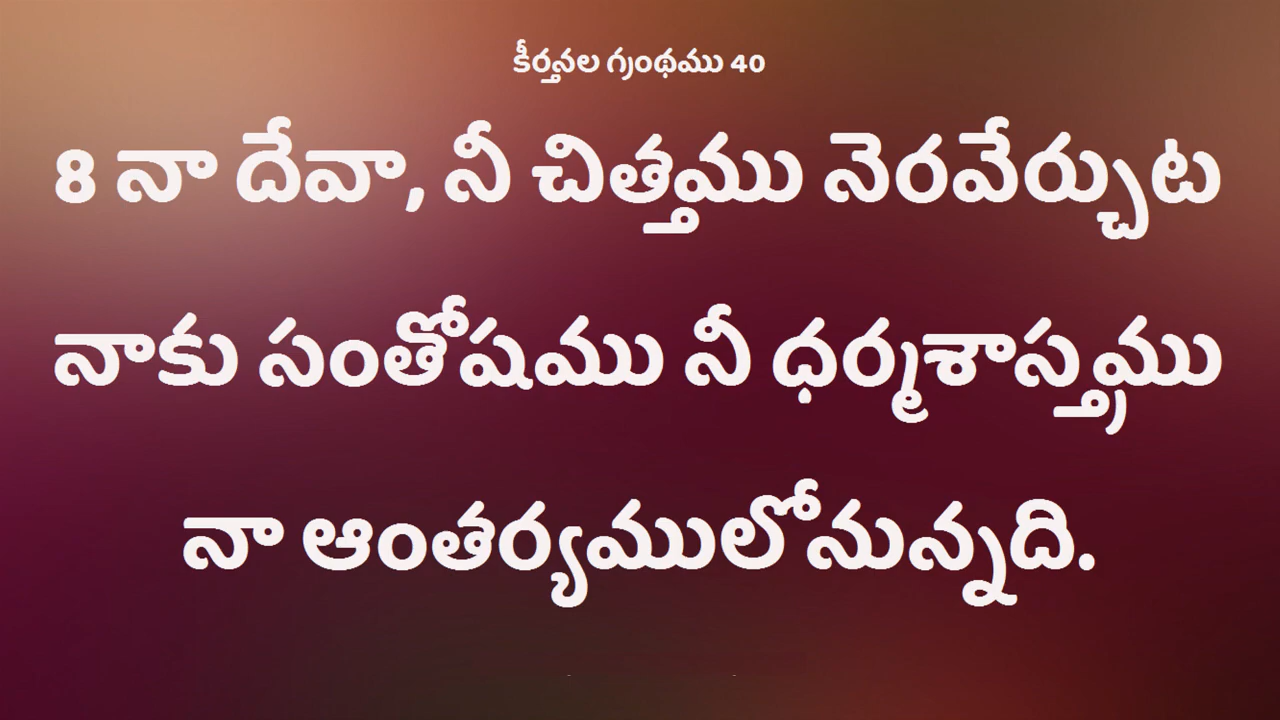 కీర్తనల గ్రంథము 40
8 నా దేవా, నీ చిత్తము నెరవేర్చుట
నాకు సంతోషము నీ ధర్మశాస్త్రము
నా ఆంతర్యములోనున్నది.